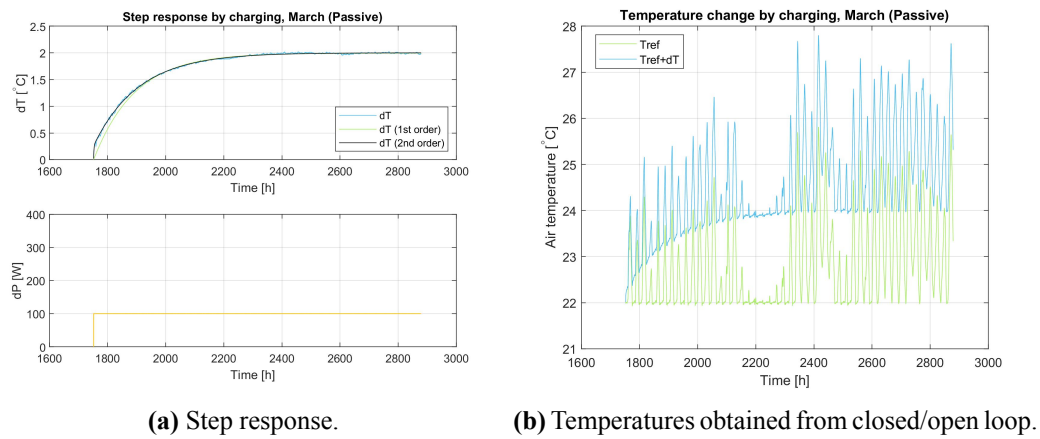 Step response by charging, March (Passive)
dT [°C]
2.5
2
1.5
1
0.5
0
dT
dT (1st order)
dT (2nd order)
1600 1800 2000 2200 2400 2600 2800 3000
Time [h]
dP [W]
400
300
200
100
0
1600 1800 2000 2200 2400 2600 2800 3000
Time [h]
(a) Step response.
Temperature change by charging, March (Passive)
Air temperature [°C]
28
27
26
25
24
23
22
21
Tref
Tref+dT
1600 1800 2000 2200 2400 2600 2800 3000
Time [h]
(b) Temperatures obtained from closed/open loop.